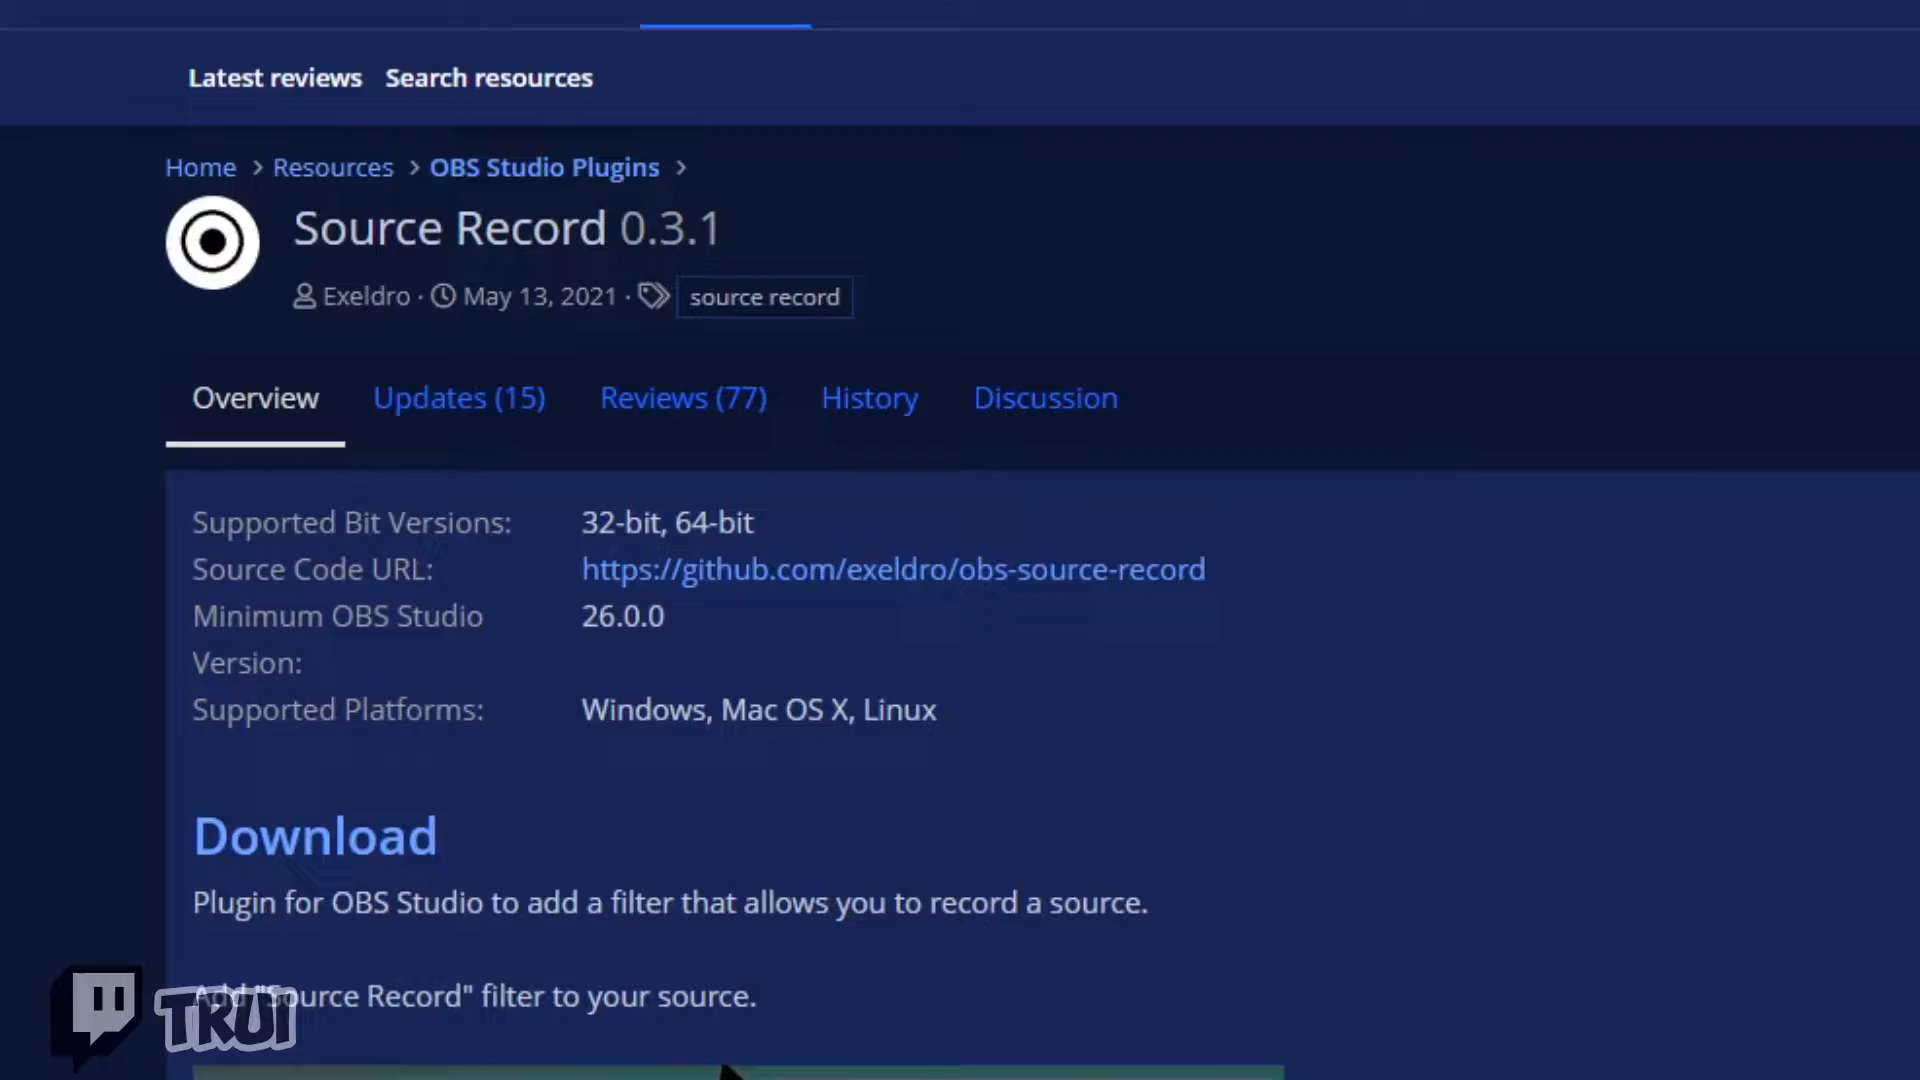 Latest reviews Search resources
Home > Resources > OBS Studio Plugins >
Source Record 0.3.1
Exeldro · May 13, 2021 · source record
Overview Updates (15) Reviews (77) History Discussion
Supported Bit Versions: 32-bit, 64-bit
Source Code URL: https://github.com/exeldro/obs-source-record
Minimum OBS Studio 26.0.0
Version:
Supported Platforms: Windows, Mac OS X, Linux
Download
Plugin for OBS Studio to add a filter that allows you to record a source.
Add "Source Record" filter to your source.
TRUI